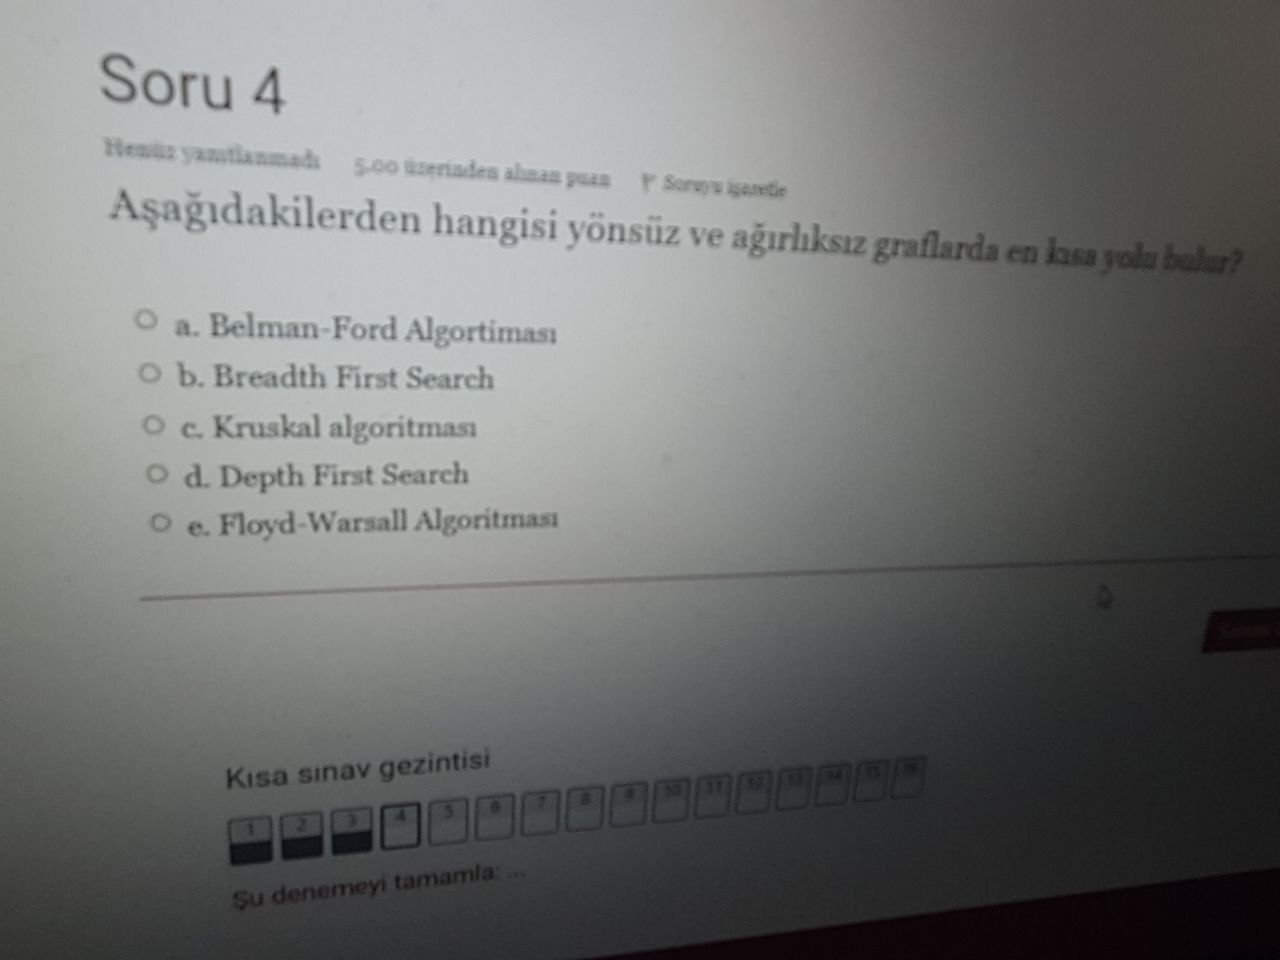 Soru 4
Henüz yanıtlanmadı 5.00 üzerinden alınan puan Soruyu işaretle
Aşağıdakilerden hangisi yönsüz ve ağırlıksız graflarda en kısa yolu bulur?
a. Belman-Ford Algortiması
b. Breadth First Search
c. Kruskal algoritması
d. Depth First Search
e. Floyd-Warsall Algoritması
Kısa sınav gezintisi
1 2 3 4 5 6 7 8 9 10 11 12 13 14 15 16
Şu denemeyi tamamla: ...